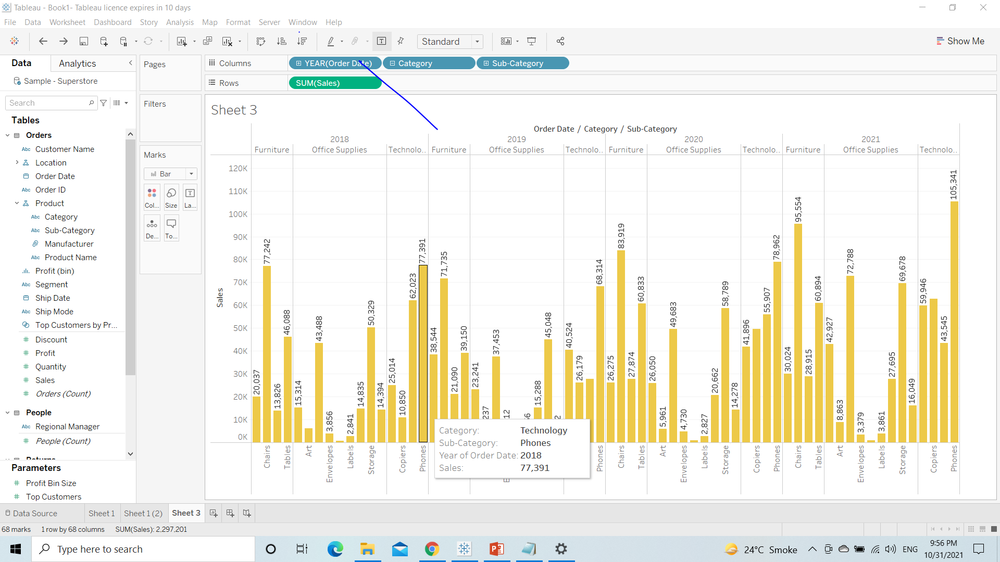 Tableau - Book1- Tableau licence expires in 10 days
File Data Worksheet Dashboard Story Analysis Map Format Server Window Help
Standard
Show Me
Data Analytics
Sample - Superstore
Search
Tables
Orders
Customer Name
Location
Order Date
Order ID
Product
Category
Sub-Category
Manufacturer
Product Name
Profit (bin)
Segment
Ship Date
Ship Mode
Top Customers by Pr...
Discount
Profit
Quantity
Sales
Orders (Count)
People
Regional Manager
People (Count)
Returns
Parameters
Profit Bin Size
Top Customers
Pages
Filters
Marks
Bar
Col... Size La...
De... To...
Columns YEAR(Order Date) Category Sub-Category
Rows SUM(Sales)
Sheet 3
Order Date / Category / Sub-Category
2018 2019 2020 2021
Furniture Office Supplies Technolo.. Furniture Office Supplies Technolo.. Furniture Office Supplies Technolo.. Furniture Office Supplies Technolo..
Sales
120K
110K
100K
90K
80K
70K
60K
50K
40K
30K
20K
10K
0K
20,037 77,242 13,826 46,088 15,314 43,488 3,856 2,841 14,835 50,329 14,394 25,014 10,850 62,023 77,391
38,544 71,735 21,090 39,150 23,241 37,453 15,288 45,048 40,524 26,179 68,314
26,275 83,919 27,874 60,833 26,050 5,961 49,683 4,730 2,827 20,662 58,789 14,278 41,896 55,907 78,962
30,024 95,554 28,915 60,894 42,927 8,863 72,788 3,379 3,861 27,695 69,678 16,049 59,946 43,545 105,341
Chairs Tables Art Envelopes Labels Storage Copiers Phones Phones Chairs Tables Art Envelopes Labels Storage Copiers Phones Chairs Tables Art Envelopes Labels Storage Copiers Phones
Category: Technology
Sub-Category: Phones
Year of Order Date: 2018
Sales: 77,391
Data Source Sheet 1 Sheet 1 (2) Sheet 3
68 marks 1 row by 68 columns SUM(Sales): 2,297,201
Type here to search
24°C Smoke
ENG
9:56 PM
10/31/2021